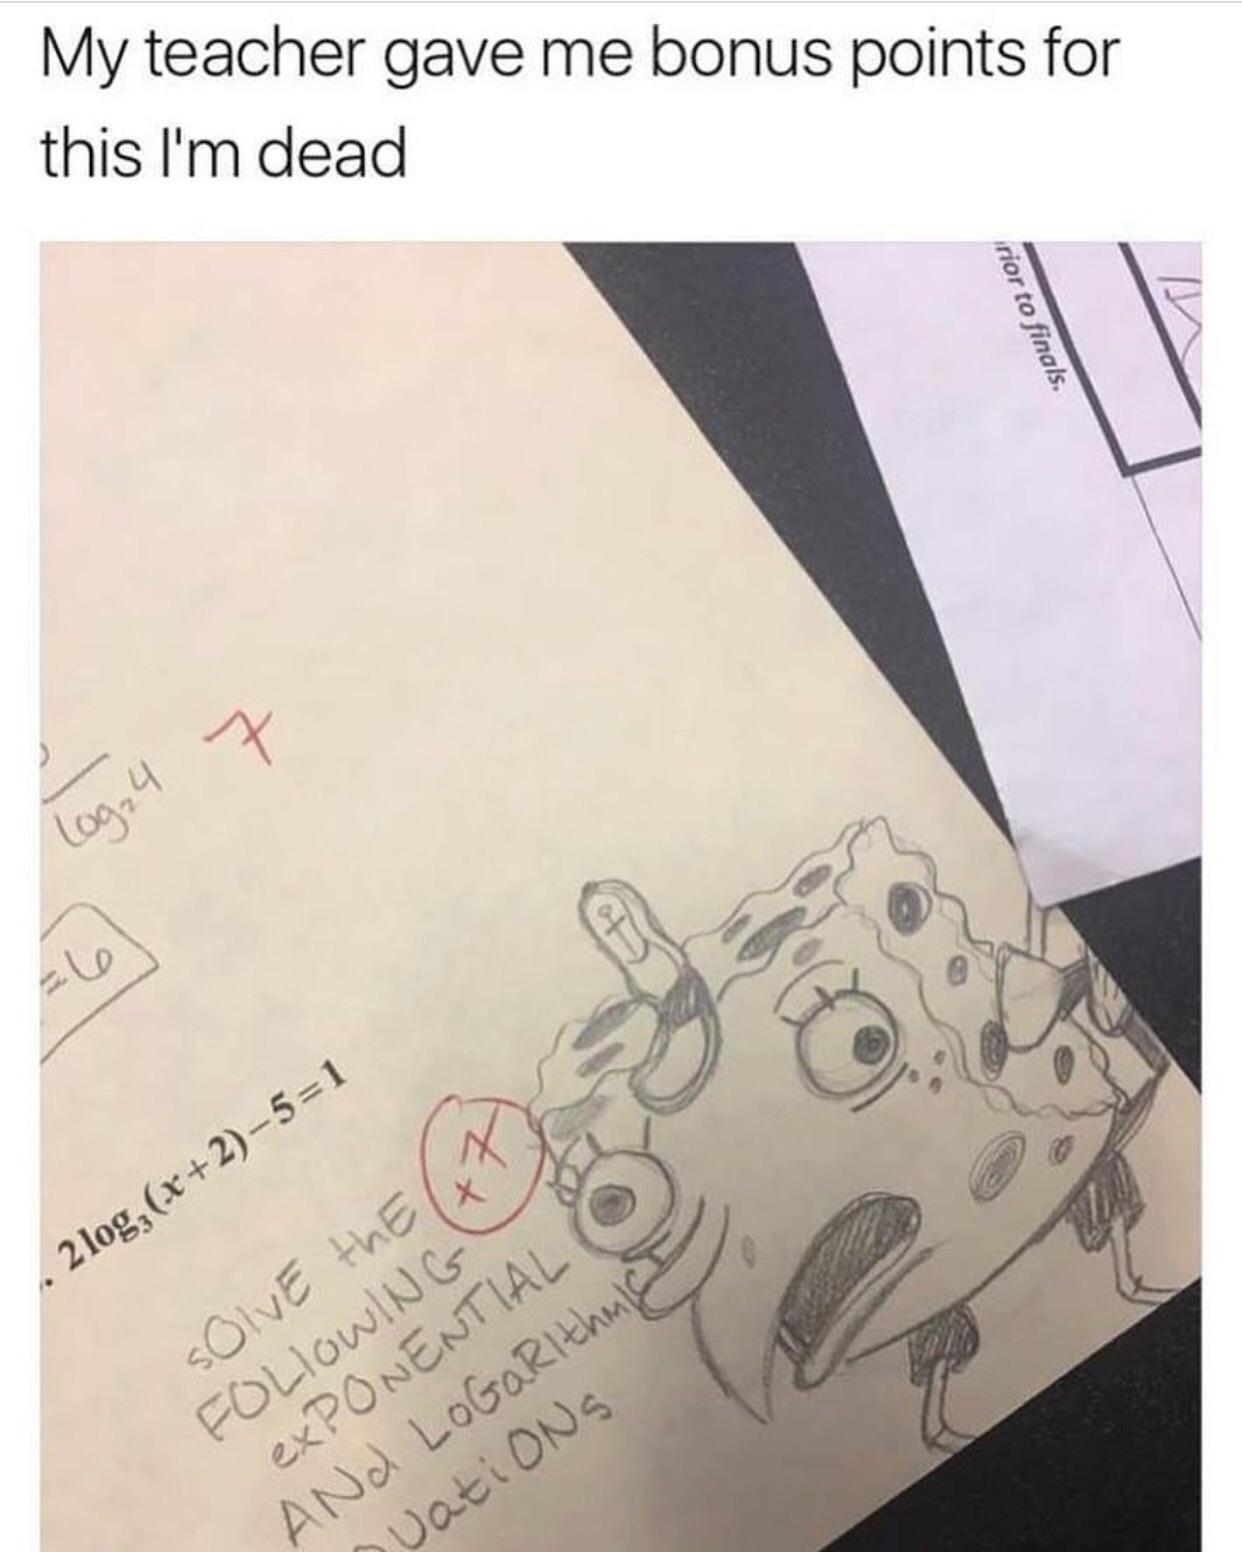 My teacher gave me bonus points for
this I'm dead
rior to finals.
7
log₂4
=6
2log₃(x+2)-5=1
+7
sOlvE thE
FOLlOwING
exPONENTIAL
ANd LoGaRIthmIC
uatiONs